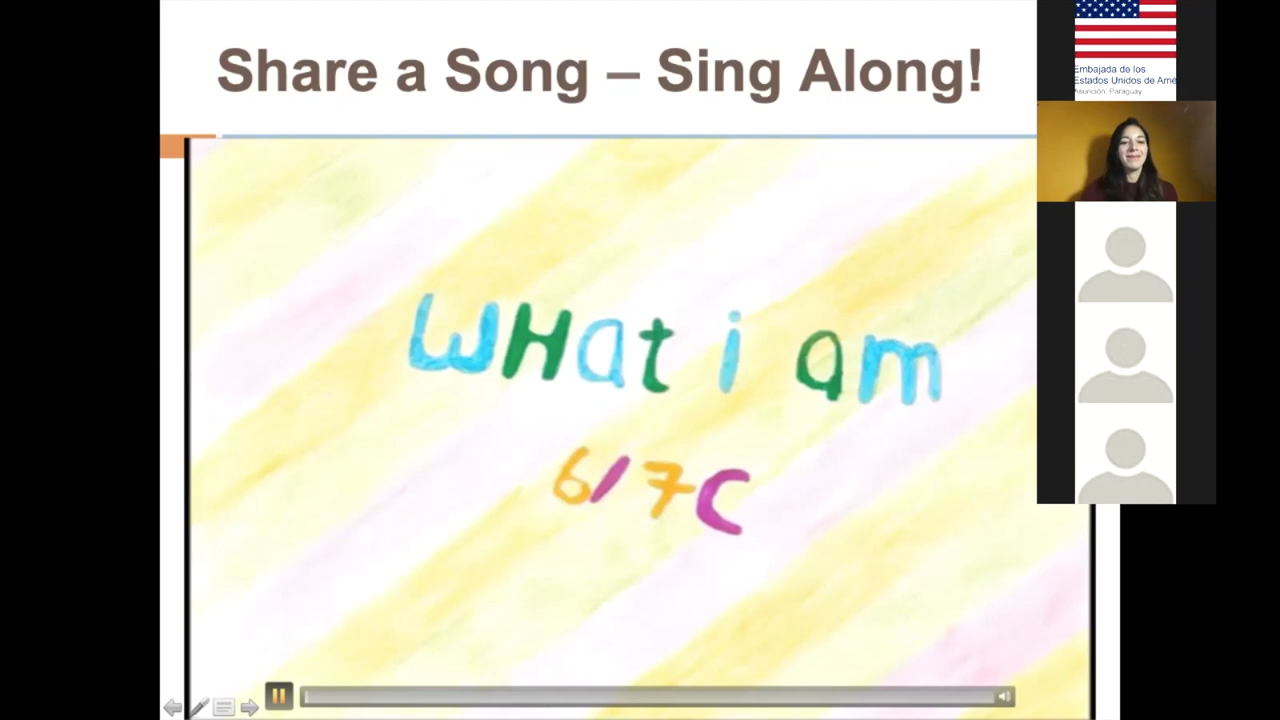 Share a Song – Sing Along!
WHat i am
6/7C
Embajada de los
Estados Unidos de Amé
Asunción, Paraguay